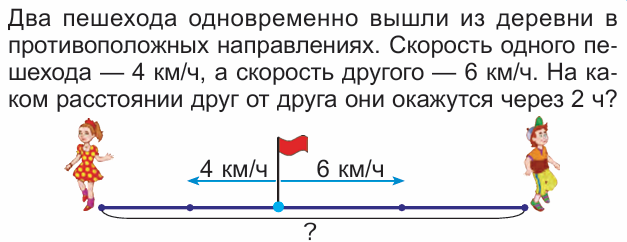 Два пешехода одновременно вышли из деревни в
противоположных направлениях. Скорость одного пе-
шехода — 4 км/ч, а скорость другого — 6 км/ч. На ка-
ком расстоянии друг от друга они окажутся через 2 ч?
4 км/ч 6 км/ч
?